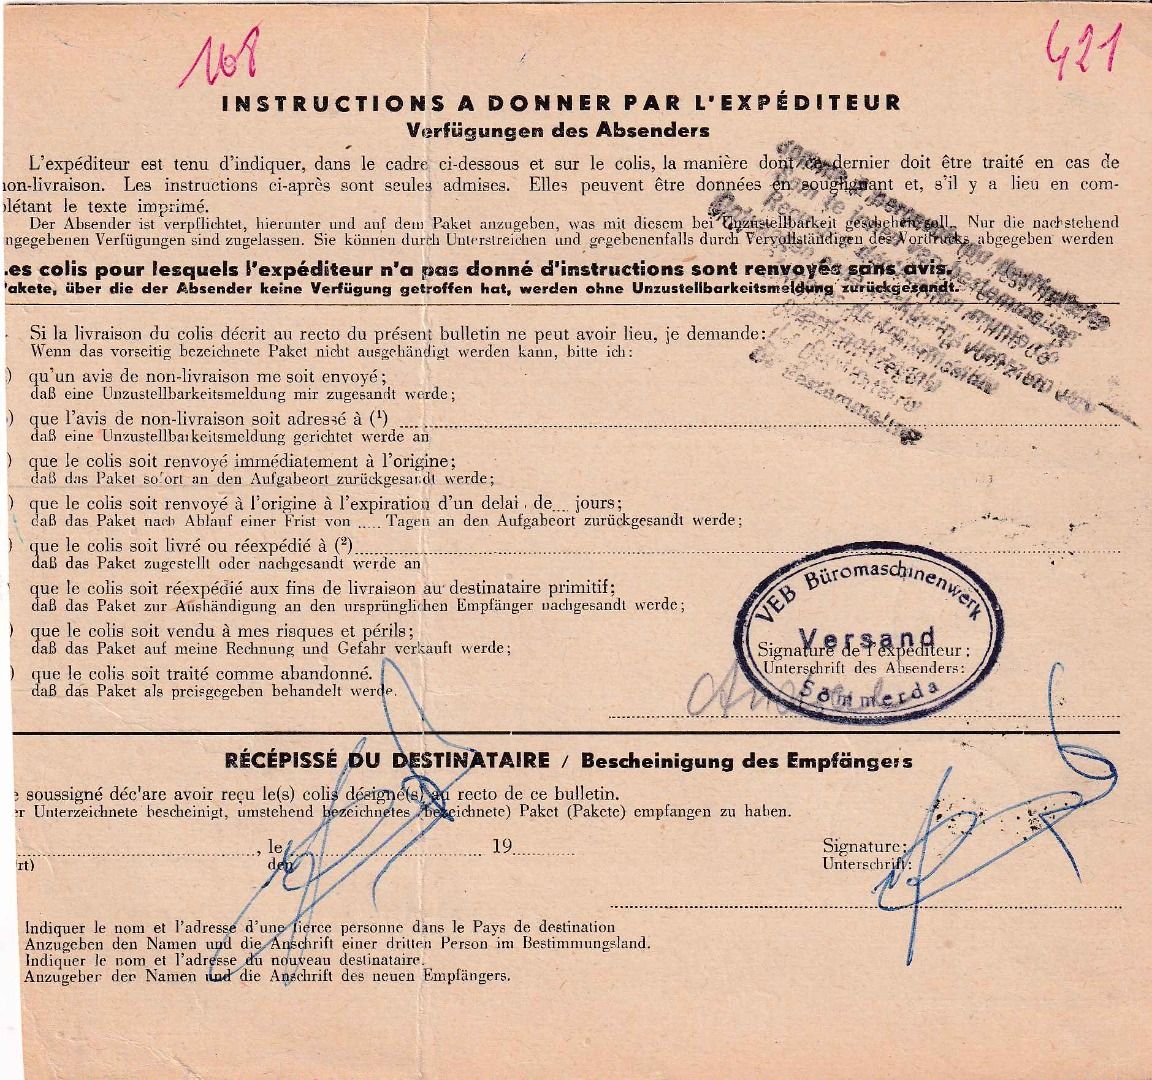 168
421
INSTRUCTIONS A DONNER PAR L'EXPÉDITEUR
Verfügungen des Absenders
L'expéditeur est tenu d'indiquer, dans le cadre ci-dessous et sur le colis, la manière dont ce dernier doit être traité en cas de
on-livraison. Les instructions ci-après sont seules admises. Elles peuvent être données en soulignant et, s'il y a lieu en com-
létant le texte imprimé.
Der Absender ist verpflichtet, hierunter und auf dem Paket anzugeben, was mit diesem bei Unzustellbarkeit geschehen soll. Nur die nachstehend
ngegebenen Verfügungen sind zugelassen. Sie können durch Unterstreichen und gegebenenfalls durch Vervollständigen des Vordrucks abgegeben werden
es colis pour lesquels l'expéditeur n'a pas donné d'instructions sont renvoyés sans avis.
akete, über die der Absender keine Verfügung getroffen hat, werden ohne Unzustellbarkeitsmeldung zurückgesandt.
Si la livraison du colis décrit au recto du présent bulletin ne peut avoir lieu, je demande:
Wenn das vorseitig bezeichnete Paket nicht ausgehändigt werden kann, bitte ich:
) qu'un avis de non-livraison me soit envoyé;
daß eine Unzustellbarkeitsmeldung mir zugesandt werde;
) que l'avis de non-livraison soit adressé à (1)
daß eine Unzustellbarkeitsmeldung gerichtet werde an
) que le colis soit renvoyé immédiatement à l'origine;
daß das Paket sofort an den Aufgabeort zurückgesandt werde;
) que le colis soit renvoyé à l'origine à l'expiration d'un delai de ... jours;
daß das Paket nach Ablauf einer Frist von ..... Tagen an den Aufgabeort zurückgesandt werde;
) que le colis soit livré ou réexpédié à (2)
daß das Paket zugestellt oder nachgesandt werde an
que le colis soit réexpédié aux fins de livraison au destinataire primitif;
daß das Paket zur Aushändigung an den ursprünglichen Empfänger nachgesandt werde;
) que le colis soit vendu à mes risques et périls;
daß das Paket auf meine Rechnung und Gefahr verkauft werde;
) que le colis soit traité comme abandonné.
daß das Paket als preisgegeben behandelt werde.
VEB Büromaschinenwerk
Versand
Sömmerda
Signature de l'expéditeur:
Unterschrift des Absenders:
RÉCÉPISSÉ DU DESTINATAIRE / Bescheinigung des Empfängers
e soussigné déc'are avoir reçu le(s) colis désigné(s) au recto de ce bulletin.
r Unterzeichnete bescheinigt, umstehend bezeichnetes (bezeichnete) Paket (Pakete) empfangen zu haben.
, le 19
rt) den
Signature:
Unterschrift:
Indiquer le nom et l'adresse d'une tierce personne dans le Pays de destination
Anzugeben den Namen und die Anschrift einer dritten Person im Bestimmungsland.
Indiquer le nom et l'adresse du nouveau destinataire.
Anzugeber der Namen und die Anschrift des neuen Empfängers.